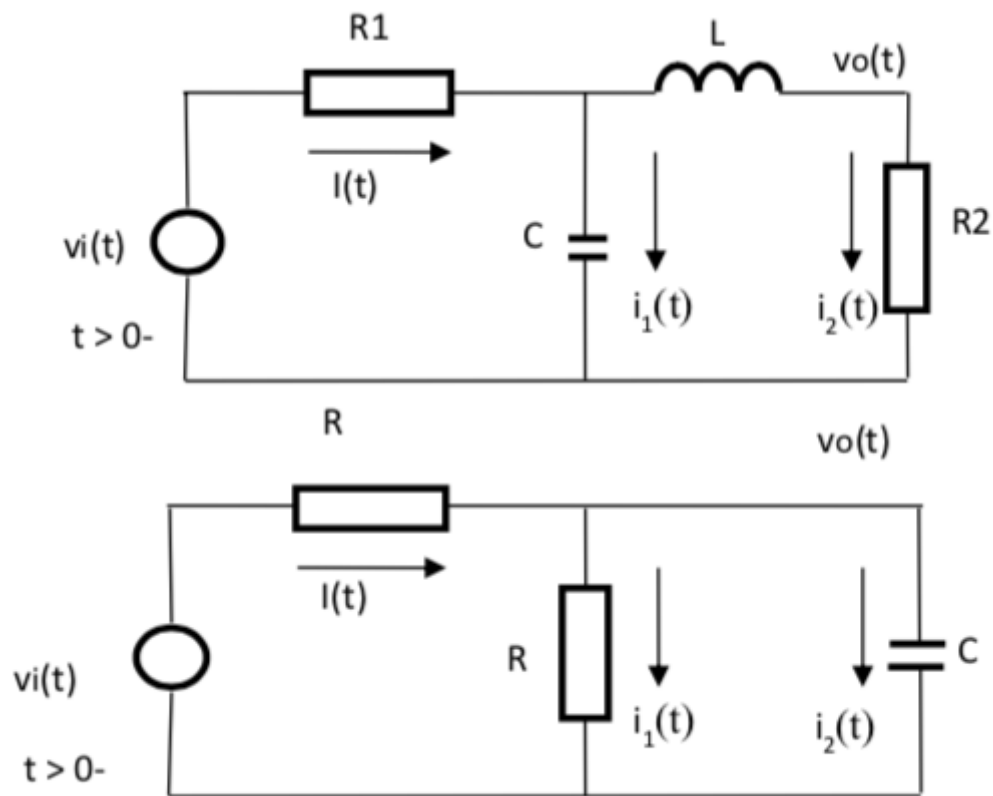 R1
L
vo(t)
I(t)
vi(t)
C
R2
i₁(t)
i₂(t)
t > 0-
R
vo(t)
I(t)
R
C
vi(t)
i₁(t)
i₂(t)
t > 0-